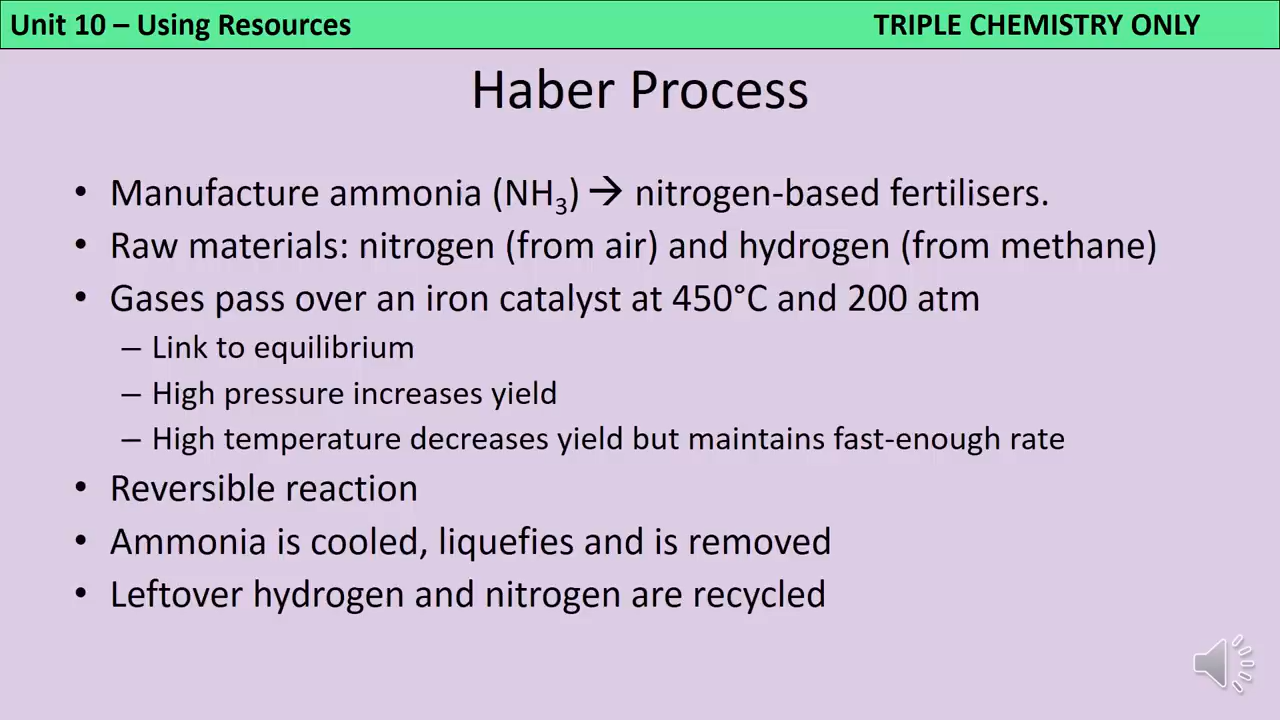 Unit 10 – Using Resources
TRIPLE CHEMISTRY ONLY
Haber Process
• Manufacture ammonia (NH₃) → nitrogen-based fertilisers.
• Raw materials: nitrogen (from air) and hydrogen (from methane)
• Gases pass over an iron catalyst at 450°C and 200 atm
– Link to equilibrium
– High pressure increases yield
– High temperature decreases yield but maintains fast-enough rate
• Reversible reaction
• Ammonia is cooled, liquefies and is removed
• Leftover hydrogen and nitrogen are recycled